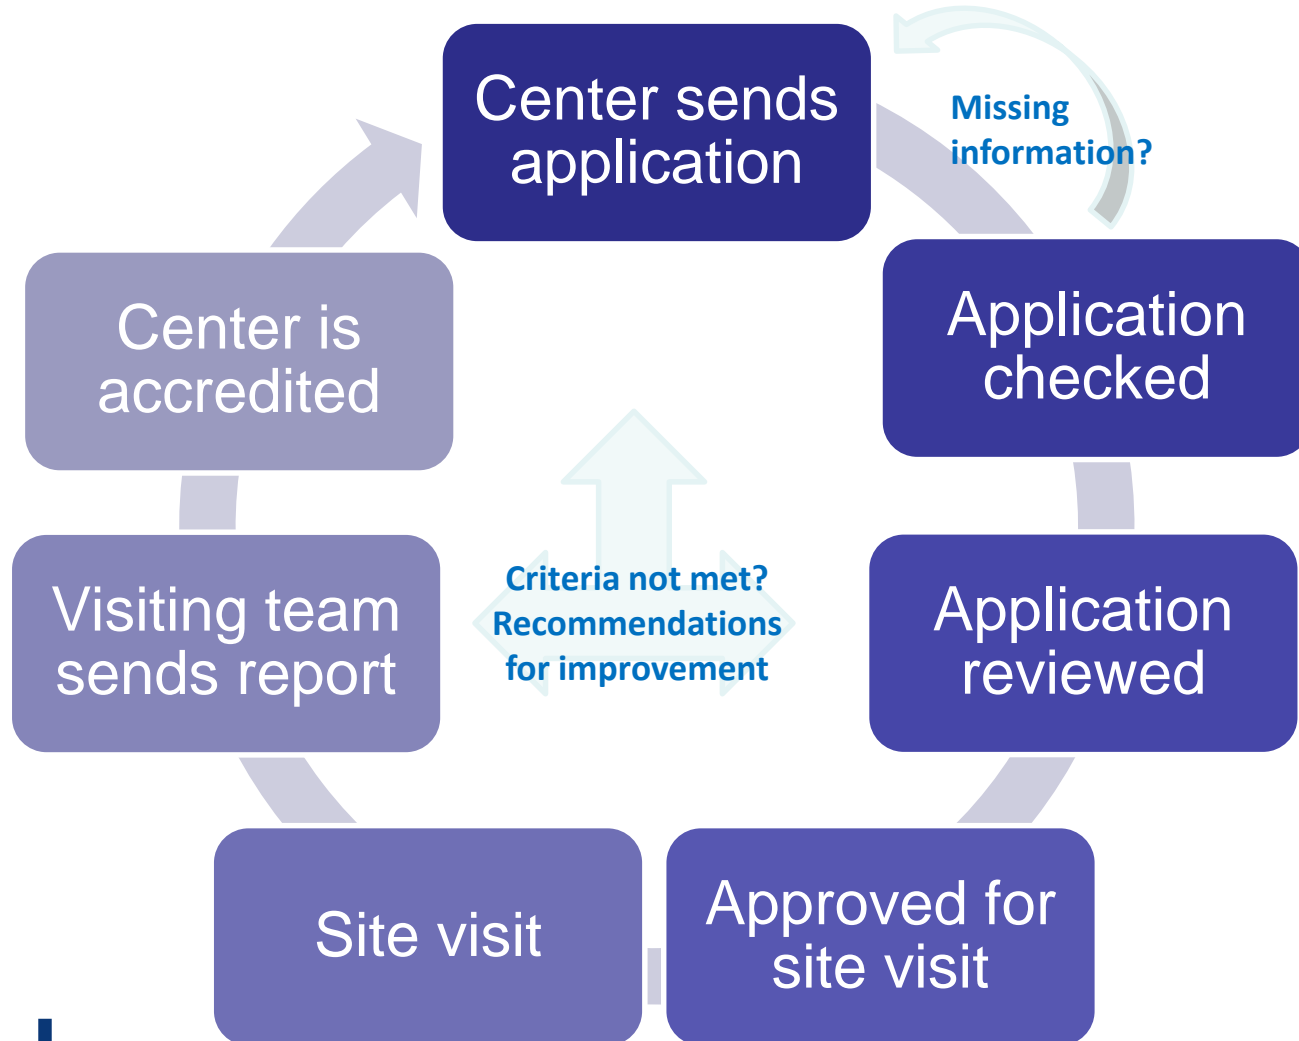 Center sends
application
Missing
information?
Application
checked
Application
reviewed
Approved for
site visit
Site visit
Visiting team
sends report
Center is
accredited
Criteria not met?
Recommendations
for improvement